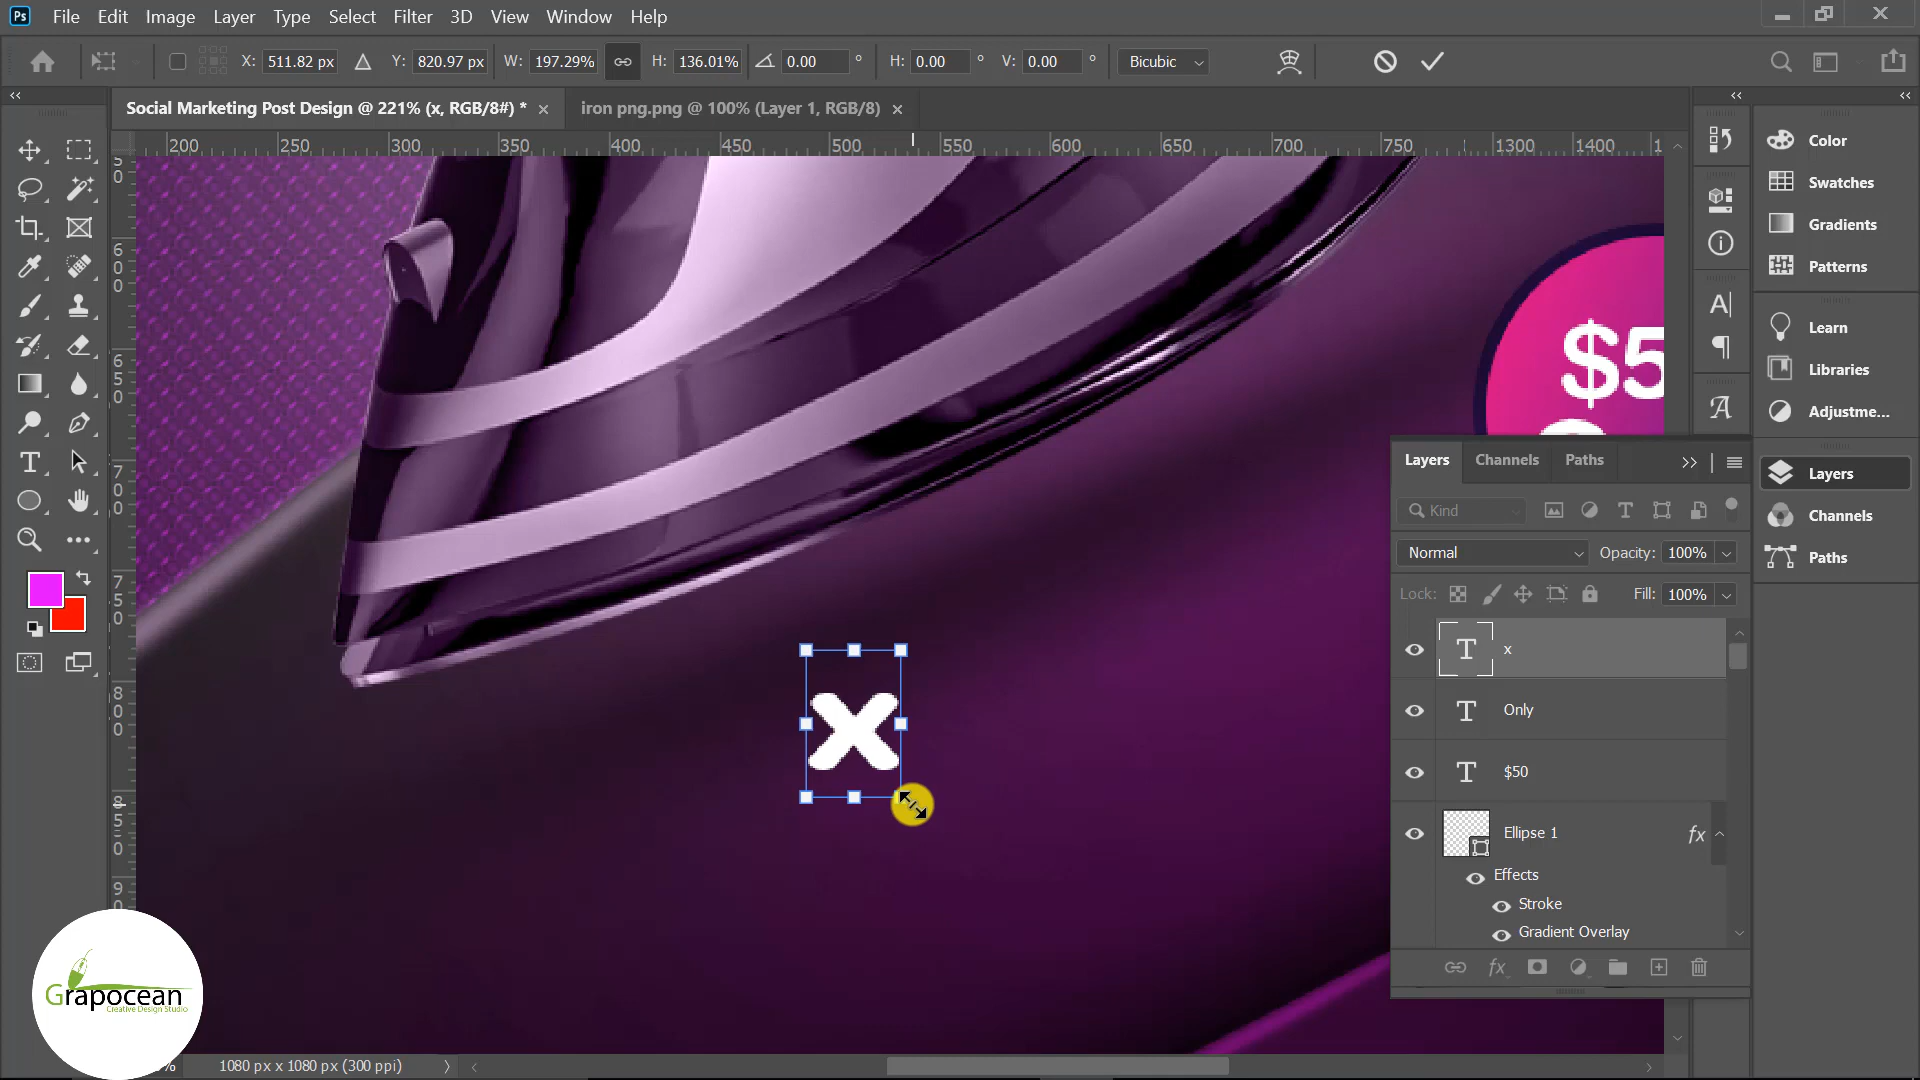 Ps File Edit Image Layer Type Select Filter 3D View Window Help
X: 511.82 px Y: 820.97 px W: 197.29% H: 136.01% 0.00 ° H: 0.00 ° V: 0.00 ° Bicubic
Social Marketing Post Design @ 221% (x, RGB/8#) * iron png.png @ 100% (Layer 1, RGB/8)
200 250 300 350 400 450 500 550 600 650 700 750 1300 1400
600
650
700
750
800
850
$5
x
Color
Swatches
Gradients
Patterns
Learn
Libraries
Adjustme...
Layers
Channels
Paths
Layers Channels Paths
Kind
Normal Opacity: 100%
Lock: Fill: 100%
x
Only
$50
Ellipse 1 fx
Effects
Stroke
Gradient Overlay
fx
Grapocean
Creative Design Studio
% 1080 px x 1080 px (300 ppi)